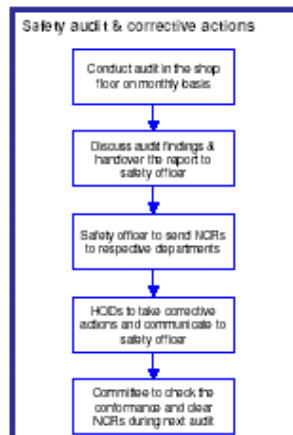 Safety audit & corrective actions
Conduct audit in the shop
floor on monthly basis
Discuss audit findings &
handover the report to
safety officer
Safety officer to send NCRs
to respective departments
HODs to take corrective
actions and communicate to
safety officer
Committee to check the
conformance and clear
NCRs during next audit